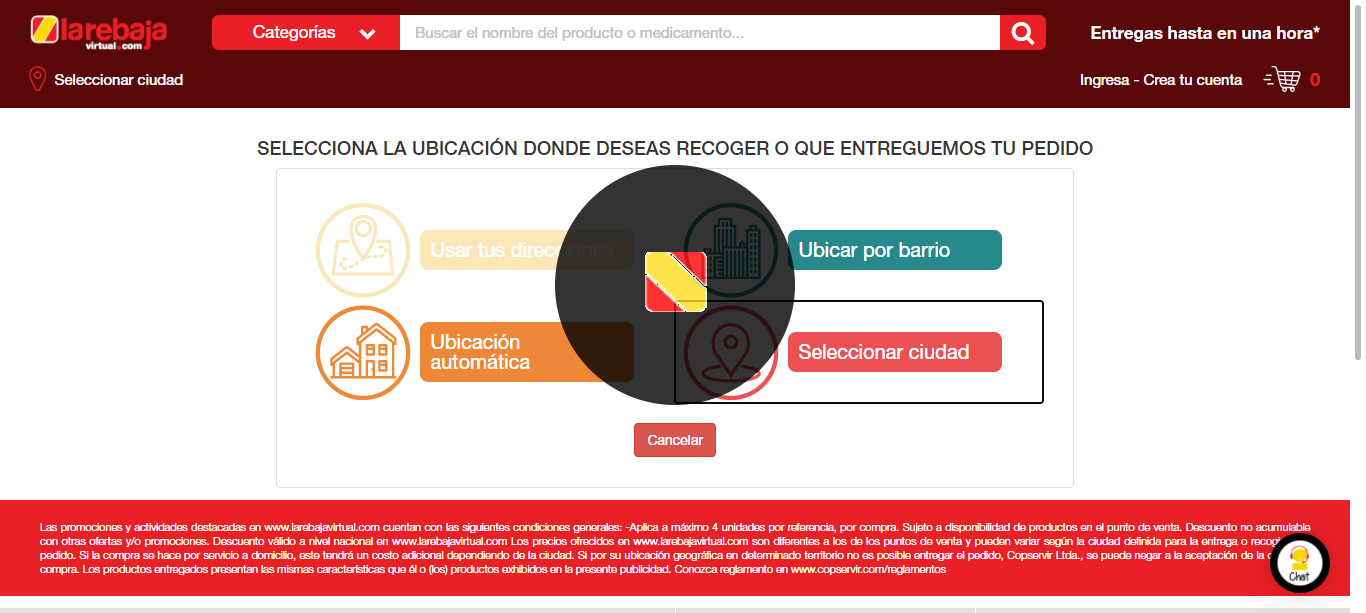 larebaja
virtual.com
Categorías
Buscar el nombre del producto o medicamento...
Entregas hasta en una hora*
Seleccionar ciudad
Ingresa - Crea tu cuenta
0
SELECCIONA LA UBICACIÓN DONDE DESEAS RECOGER O QUE ENTREGUEMOS TU PEDIDO
Usar tus direcciones
Ubicar por barrio
Ubicación
automática
Seleccionar ciudad
Cancelar
Las promociones y actividades destacadas en www.larebajavirtual.com cuentan con las siguientes condiciones generales: -Aplica a máximo 4 unidades por referencia, por compra. Sujeto a disponibilidad de productos en el punto de venta. Descuento no acumulable
con otras ofertas y/o promociones. Descuento válido a nivel nacional en www.larebajavirtual.com Los precios ofrecidos en www.larebajavirtual.com son diferentes a los de los puntos de venta y pueden variar según la ciudad definida para la entrega o
pedido. Si la compra se hace por servicio a domicilio, este tendrá un costo adicional dependiendo de la ciudad. Si por su ubicación geográfica en determinado territorio no es posible entregar el pedido, Copservir Ltda., se puede negar a la aceptación de la
compra. Los productos entregados presentan las mismas características que él o (los) productos exhibidos en la presente publicidad. Conozca reglamento en www.copservir.com/reglamentos
Chat